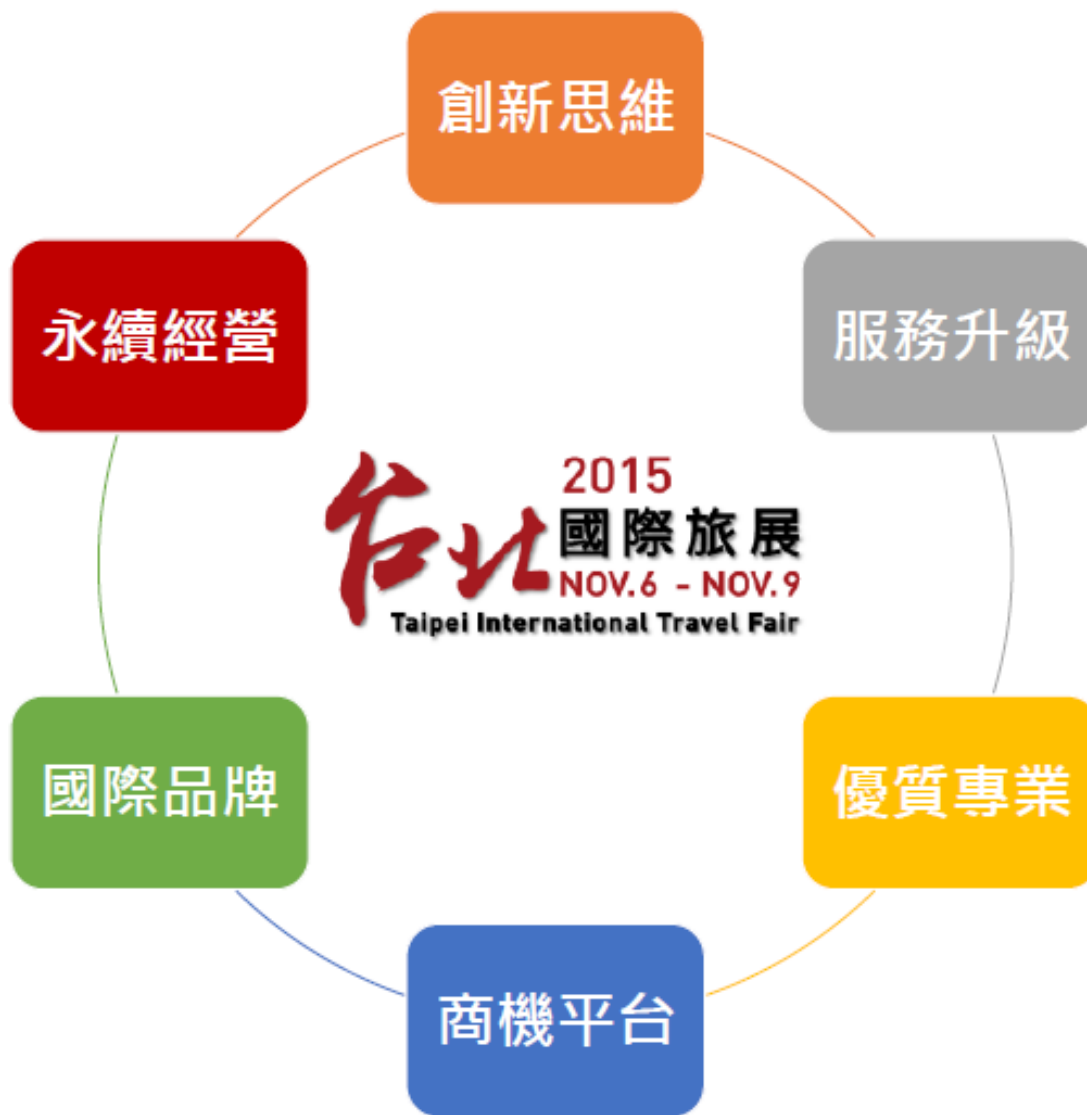 創新思維
永續經營
服務升級
台北
2015
國際旅展
NOV.6 - NOV.9
Taipei International Travel Fair
國際品牌
優質專業
商機平台